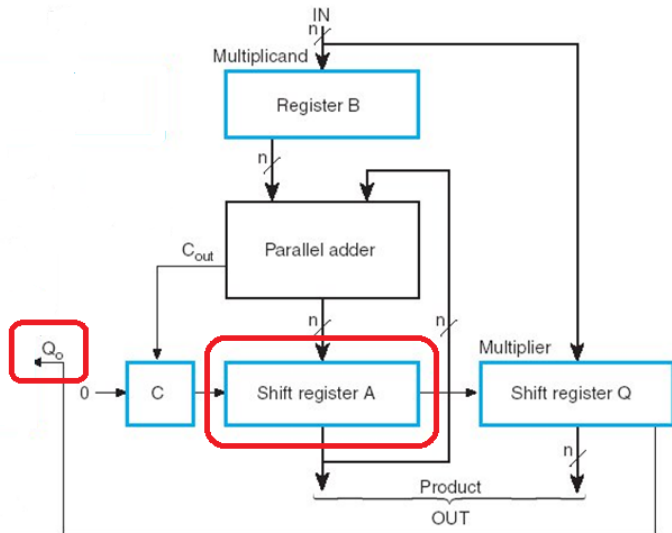 IN
n
Multiplicand
Register B
n
Parallel adder
Cout
n
n
Qo
Multiplier
0
C
Shift register A
Shift register Q
n
Product
OUT